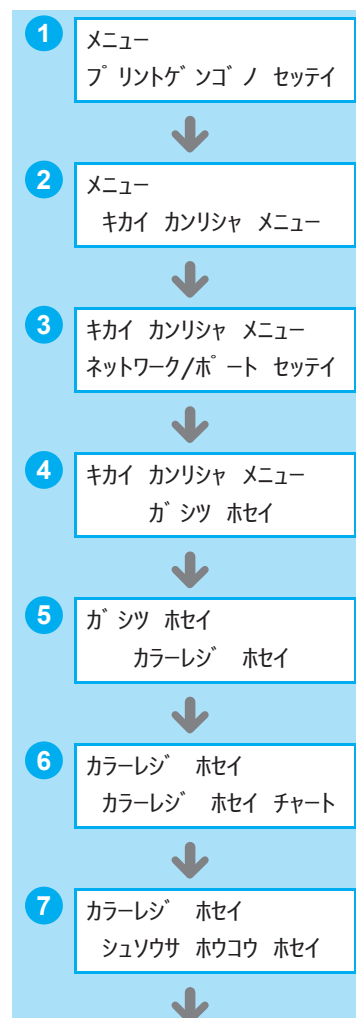 1
メニュー
プリントゲンゴノ セッテイ
2
メニュー
キカイ カンリシャ メニュー
3
キカイ カンリシャ メニュー
ネットワーク/ポート セッテイ
4
キカイ カンリシャ メニュー
ガシツ ホセイ
5
ガシツ ホセイ
カラーレジ ホセイ
6
カラーレジ ホセイ
カラーレジ ホセイ チャート
7
カラーレジ ホセイ
シュソウサ ホウコウ ホセイ